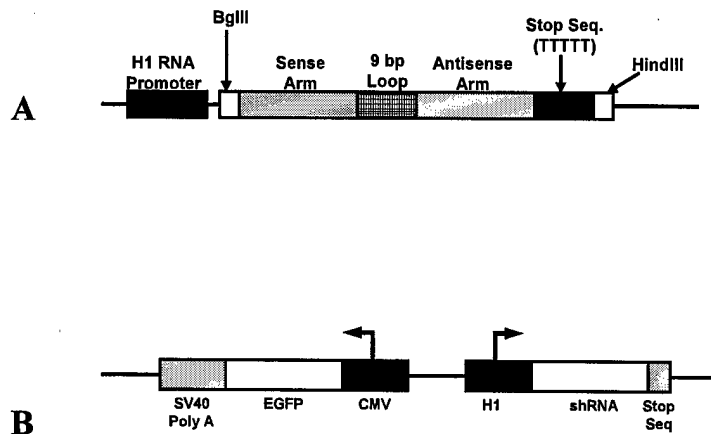 BglII
Stop Seq.
(TTTTT)
H1 RNA
Promoter
Sense
Arm
9 bp
Loop
Antisense
Arm
HindIII
A
SV40
Poly A
EGFP
CMV
H1
shRNA
Stop
Seq
B